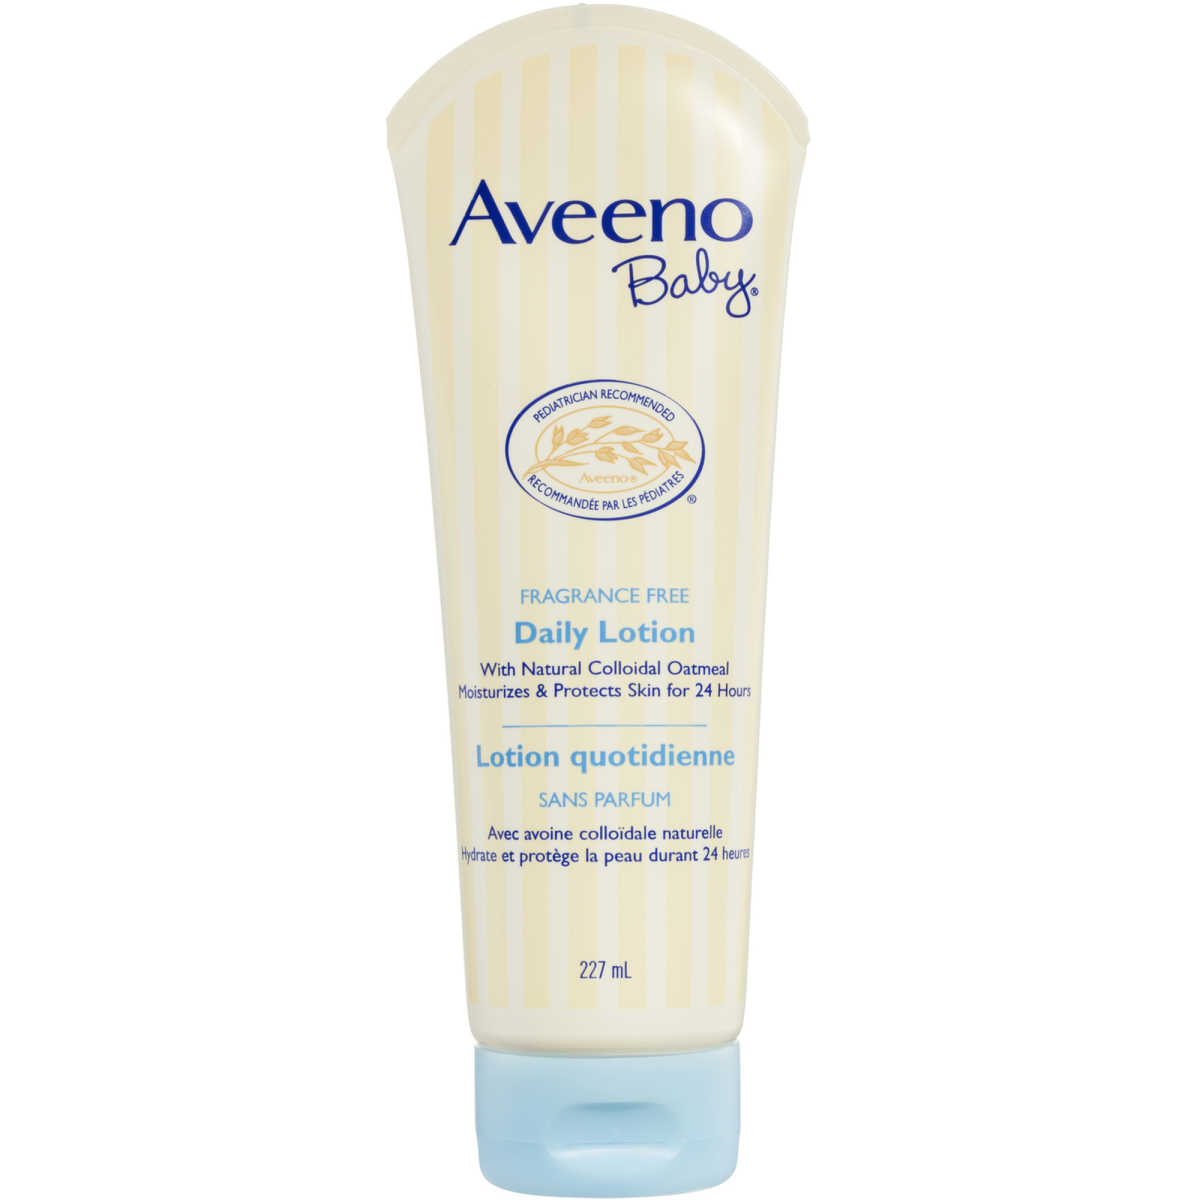 Aveeno
Baby®
PEDIATRICIAN RECOMMENDED
Aveeno®
RECOMMANDÉE PAR LES PÉDIATRES
®
FRAGRANCE FREE
Daily Lotion
With Natural Colloidal Oatmeal
Moisturizes & Protects Skin for 24 Hours
Lotion quotidienne
SANS PARFUM
Avec avoine colloïdale naturelle
Hydrate et protège la peau durant 24 heures
227 mL